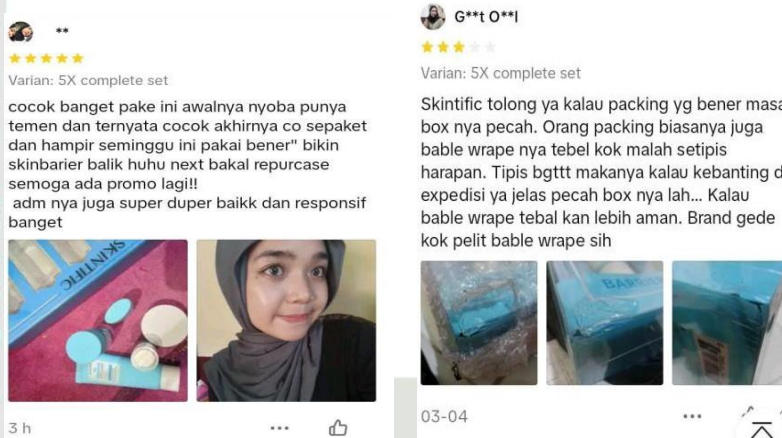 **
Varian: 5X complete set
cocok banget pake ini awalnya nyoba punya
temen dan ternyata cocok akhirnya co sepaket
dan hampir seminggu ini pakai bener" bikin
skinbarier balik huhu next bakal repurcase
semoga ada promo lagi!!
adm nya juga super duper baikk dan responsif
banget
SKINTIFIC
3 h
G**t O**l
Varian: 5X complete set
Skintific tolong ya kalau packing yg bener masa
box nya pecah. Orang packing biasanya juga
bable wrape nya tebel kok malah setipis
harapan. Tipis bgttt makanya kalau kebanting d
expedisi ya jelas pecah box nya lah... Kalau
bable wrape tebal kan lebih aman. Brand gede
kok pelit bable wrape sih
BARRIER
03-04